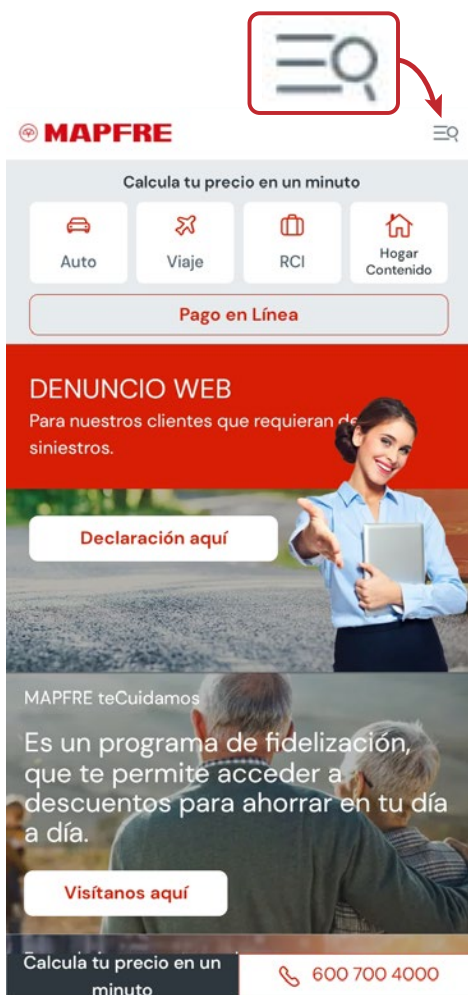 MAPFRE
Calcula tu precio en un minuto
Auto
Viaje
RCI
Hogar
Contenido
Pago en Línea
DENUNCIO WEB
Para nuestros clientes que requieran
siniestros.
Declaración aquí
MAPFRE teCuidamos
Es un programa de fidelización,
que te permite acceder a
descuentos para ahorrar en tu día
a día.
Visítanos aquí
Calcula tu precio en un
minuto
600 700 4000